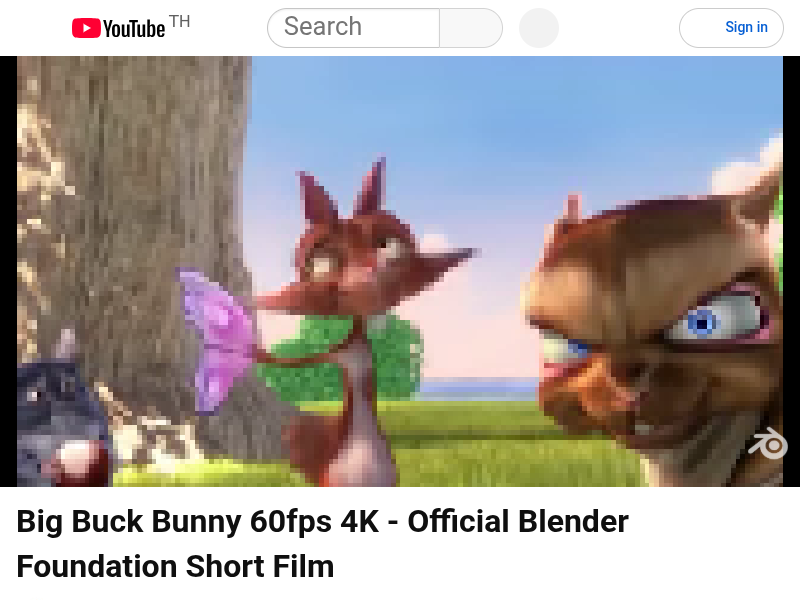 YouTube TH
Search
Sign in
Big Buck Bunny 60fps 4K - Official Blender
Foundation Short Film